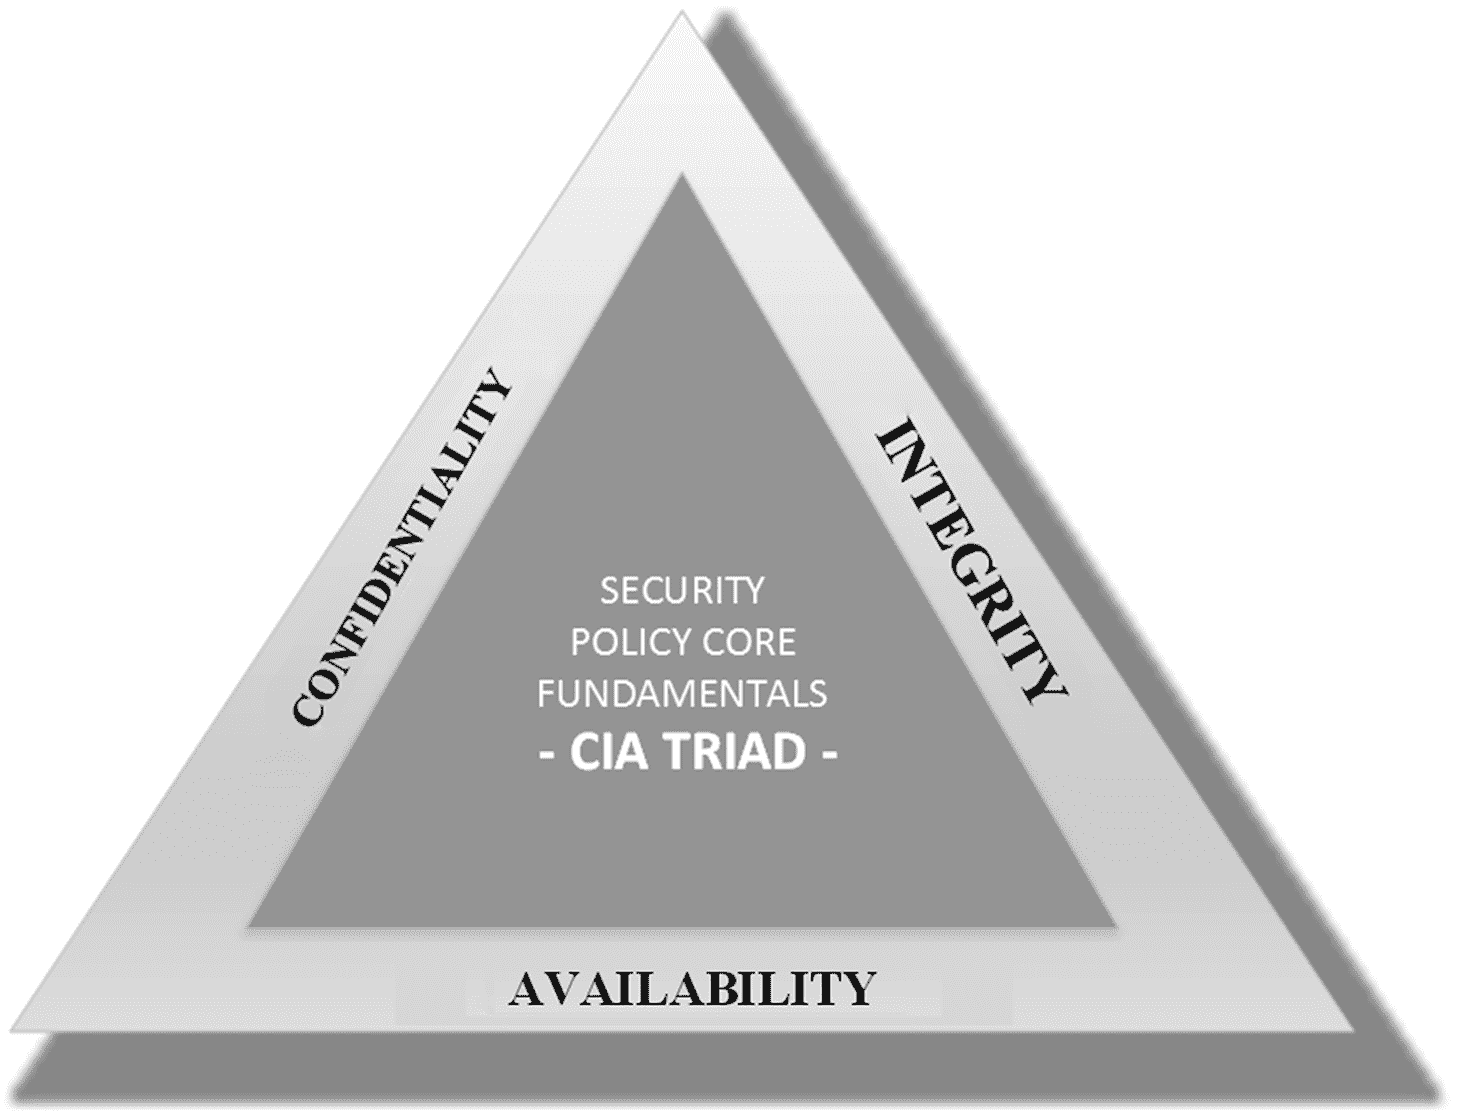 CONFIDENTIALITY
INTEGRITY
SECURITY
POLICY CORE
FUNDAMENTALS
- CIA TRIAD -
AVAILABILITY